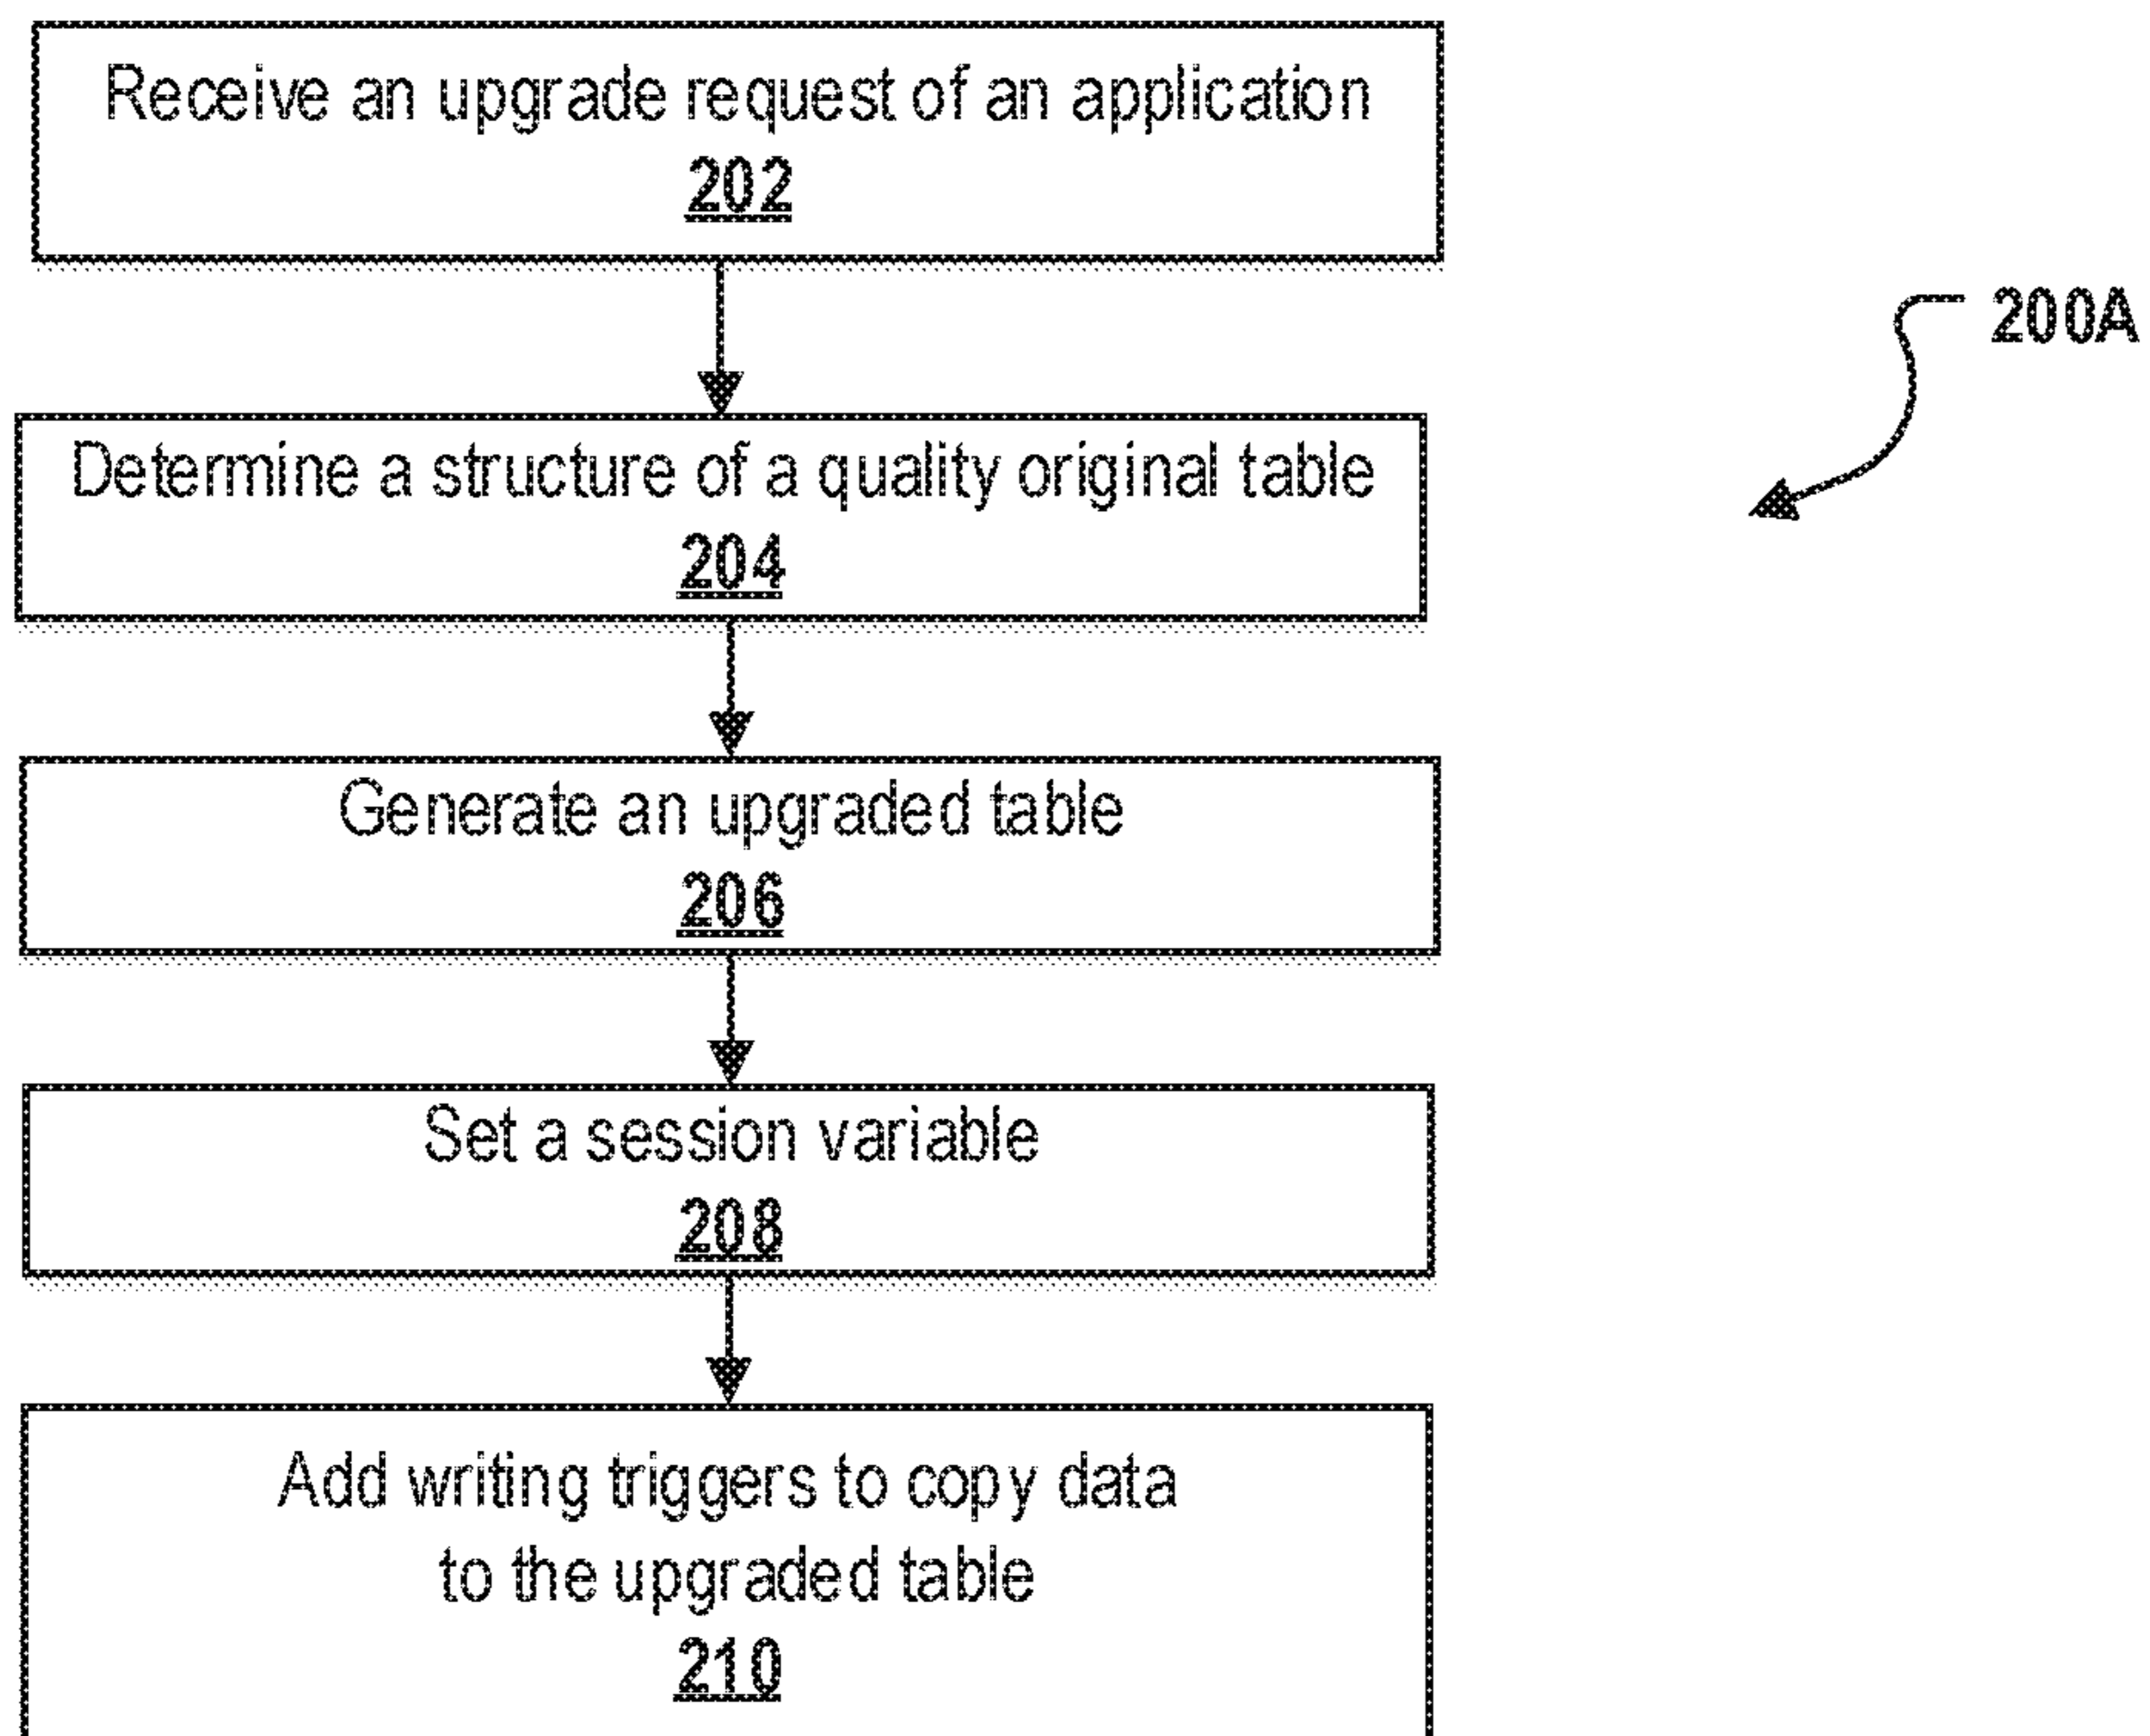 Receive an upgrade request of an application
202
200A
Determine a structure of a quality original table
204
Generate an upgraded table
206
Set a session variable
208
Add writing triggers to copy data
to the upgraded table
210